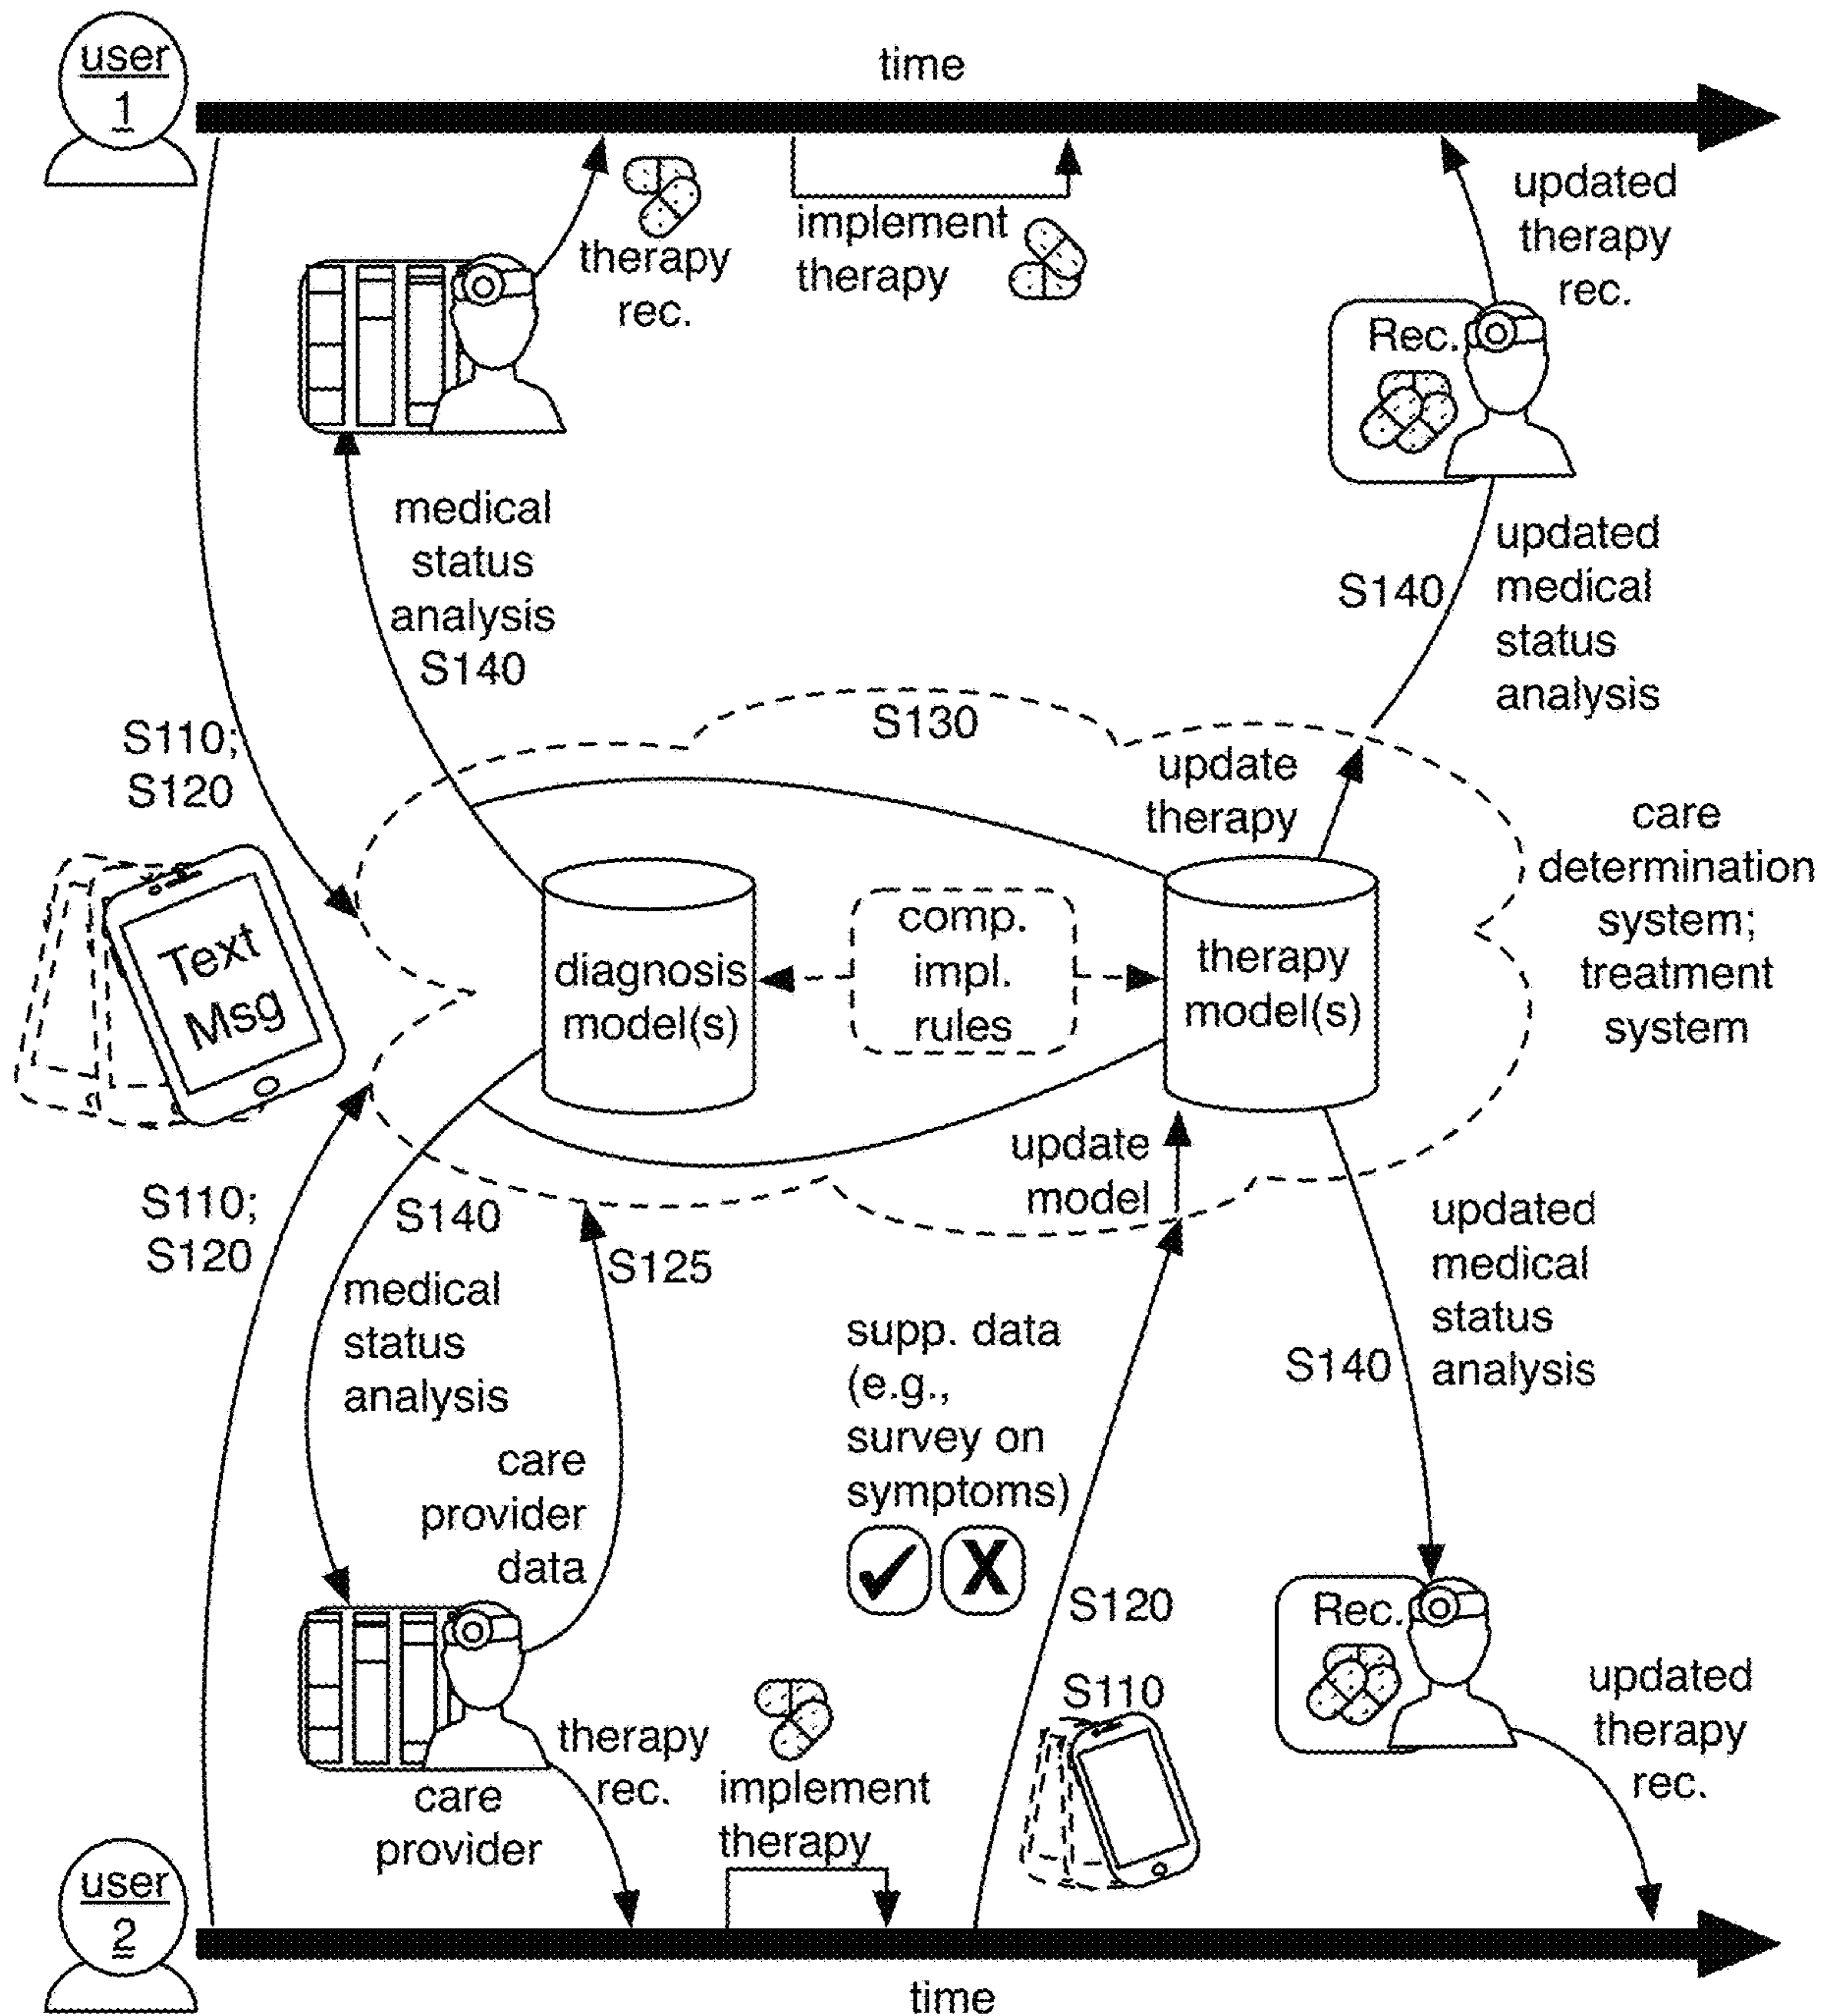 user
1
time
therapy
rec.
implement
therapy
updated
therapy
rec.
Rec.
medical
status
analysis
S140
S140
updated
medical
status
analysis
S110;
S120
S130
update
therapy
care
determination
system;
treatment
system
Text
Msg
diagnosis
model(s)
comp.
impl.
rules
therapy
model(s)
update
model
S110;
S120
S140
medical
status
analysis
S125
care
provider
data
supp. data
(e.g.,
survey on
symptoms)
✓ X
S120
S140
updated
medical
status
analysis
S110
Rec.
updated
therapy
rec.
therapy
rec.
implement
therapy
care
provider
user
2
time